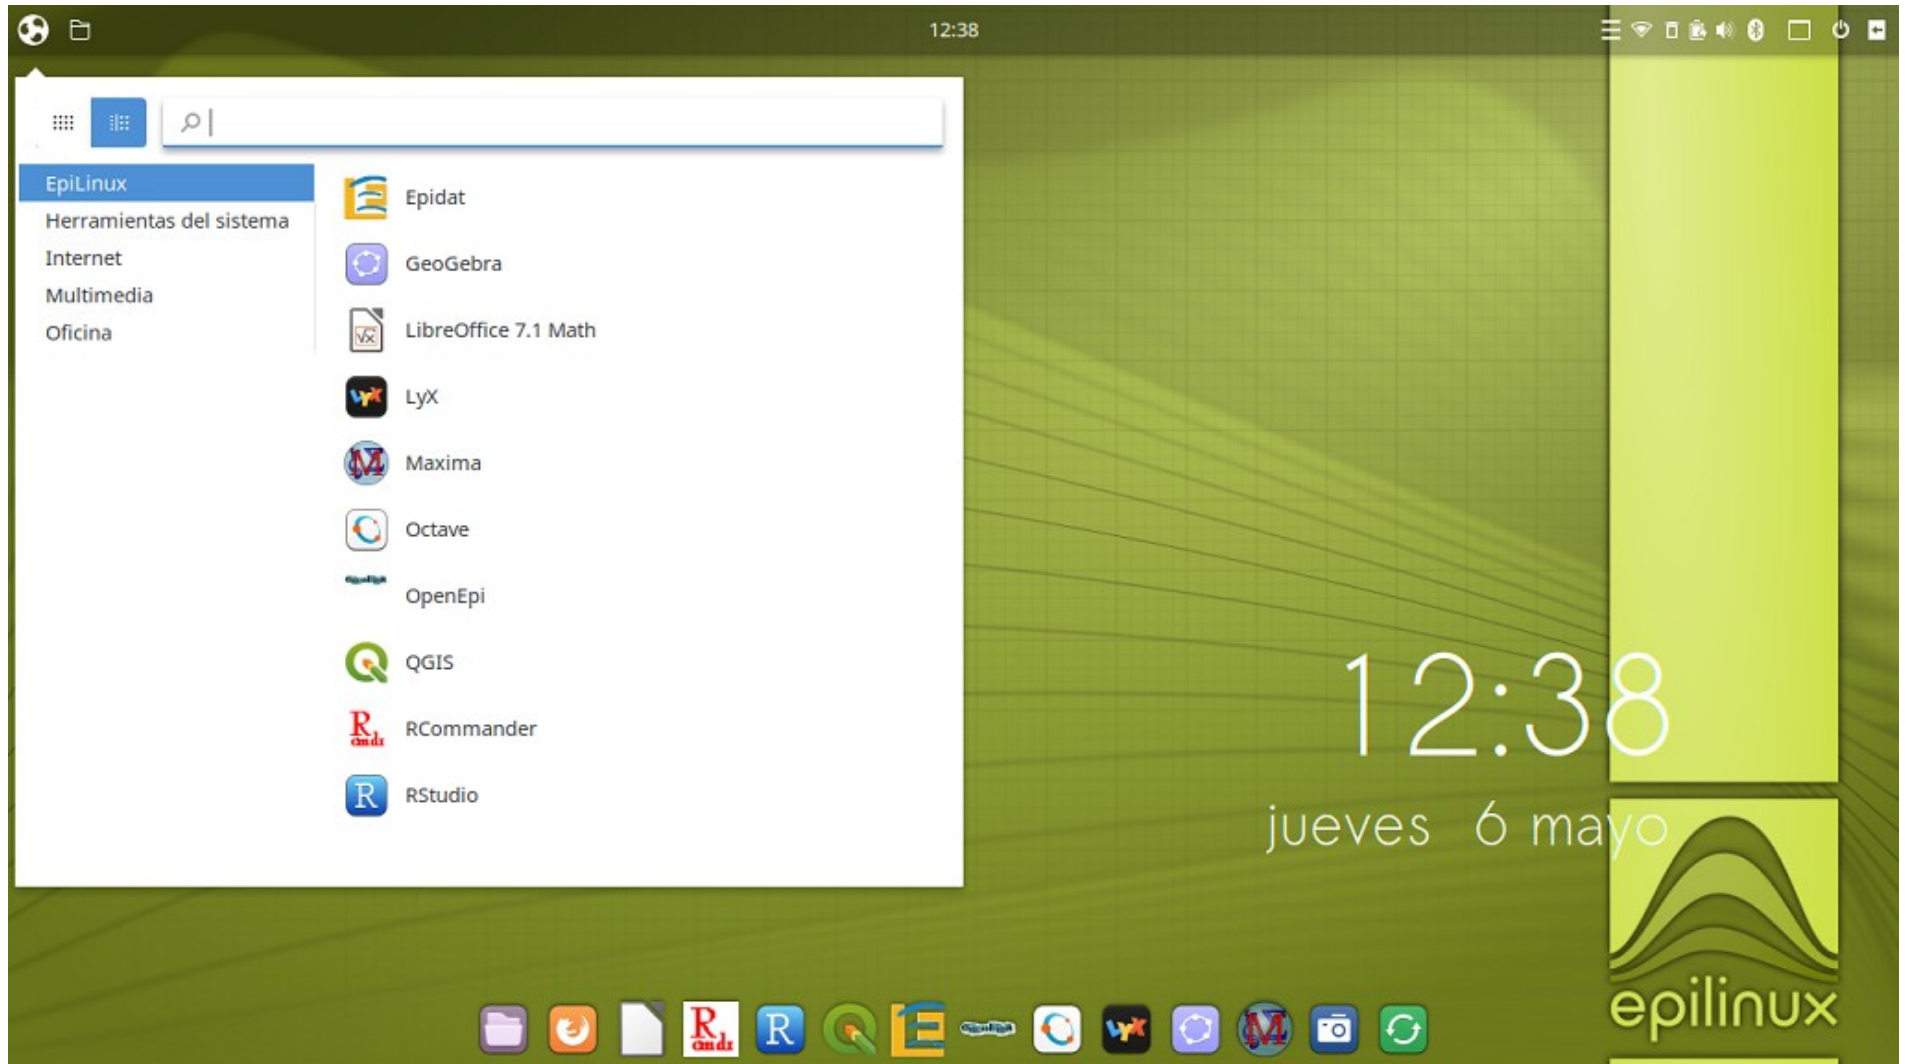 12:38
EpiLinux
Herramientas del sistema
Internet
Multimedia
Oficina
Epidat
GeoGebra
LibreOffice 7.1 Math
LyX
Maxima
Octave
OpenEpi
QGIS
RCommander
RStudio
12:38
jueves 6 mayo
epilinux